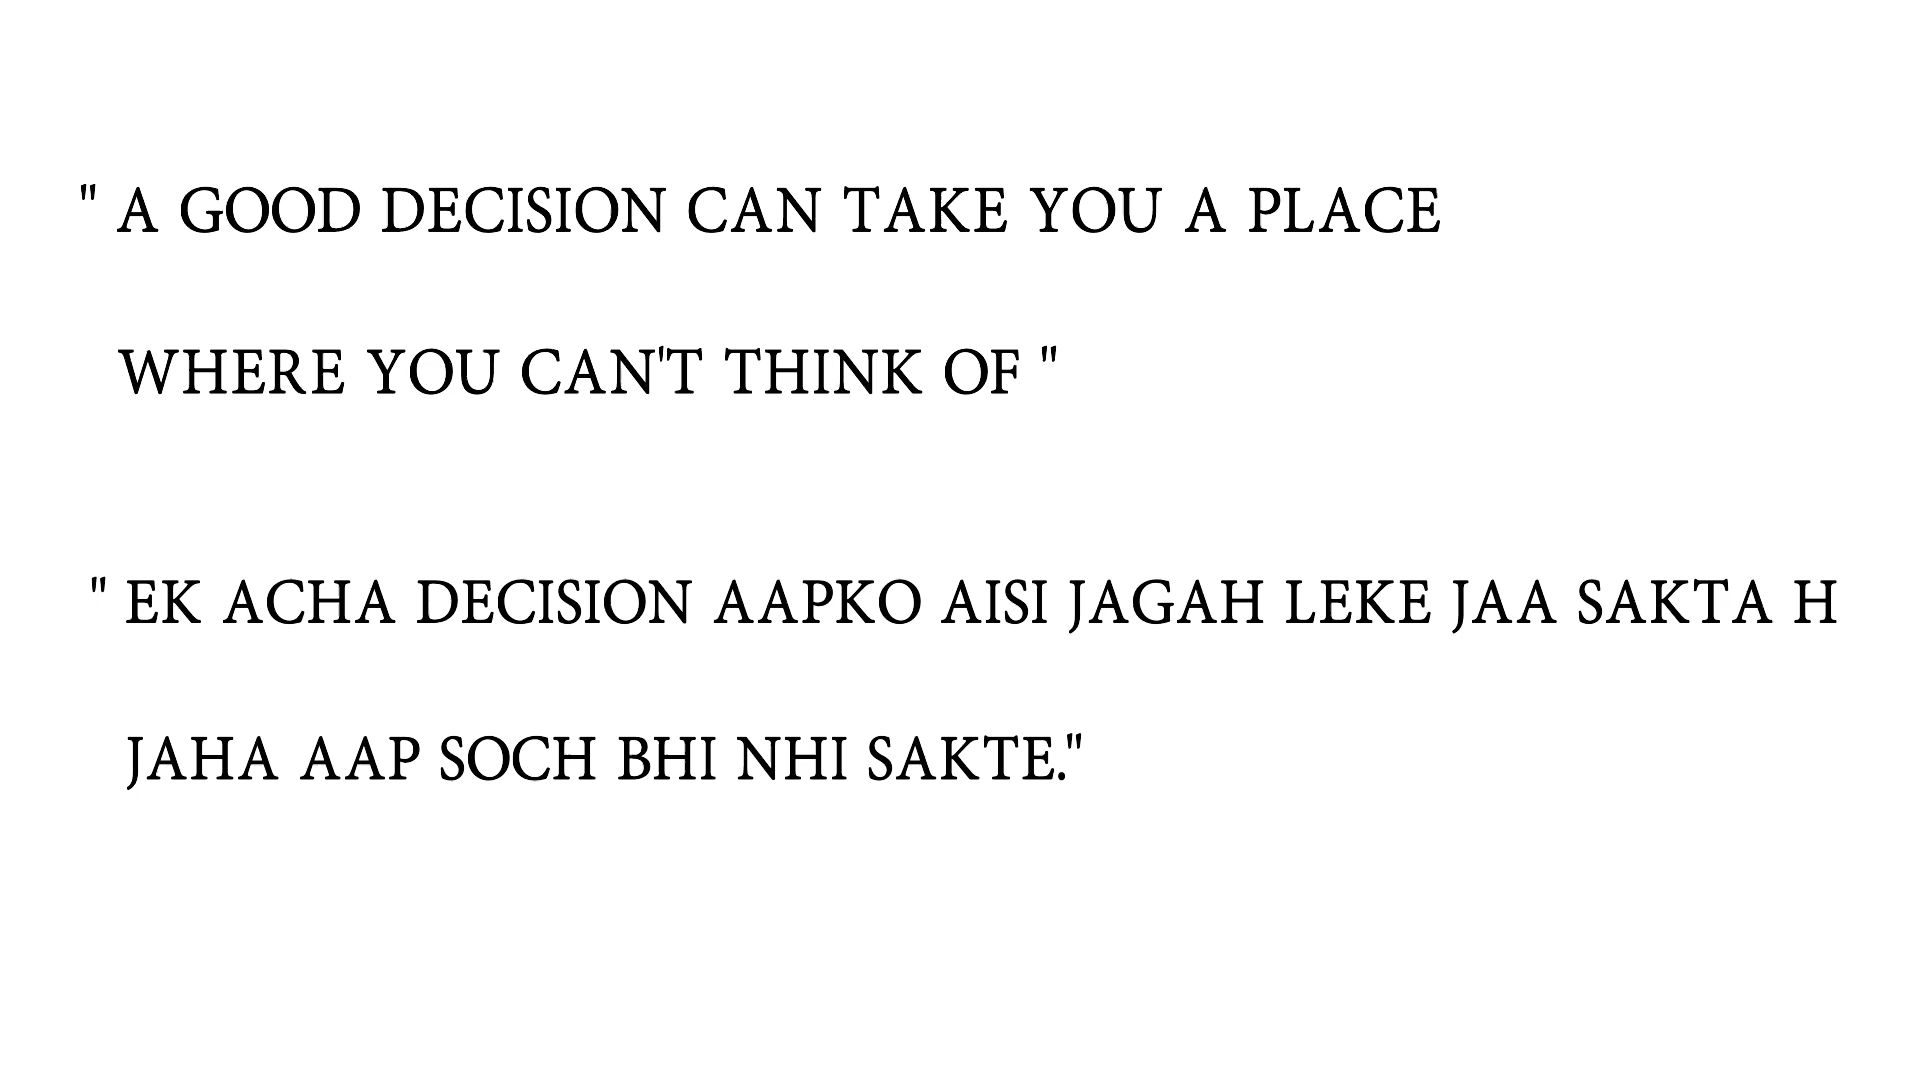 " A GOOD DECISION CAN TAKE YOU A PLACE
WHERE YOU CAN'T THINK OF "
" EK ACHA DECISION AAPKO AISI JAGAH LEKE JAA SAKTA H
JAHA AAP SOCH BHI NHI SAKTE."